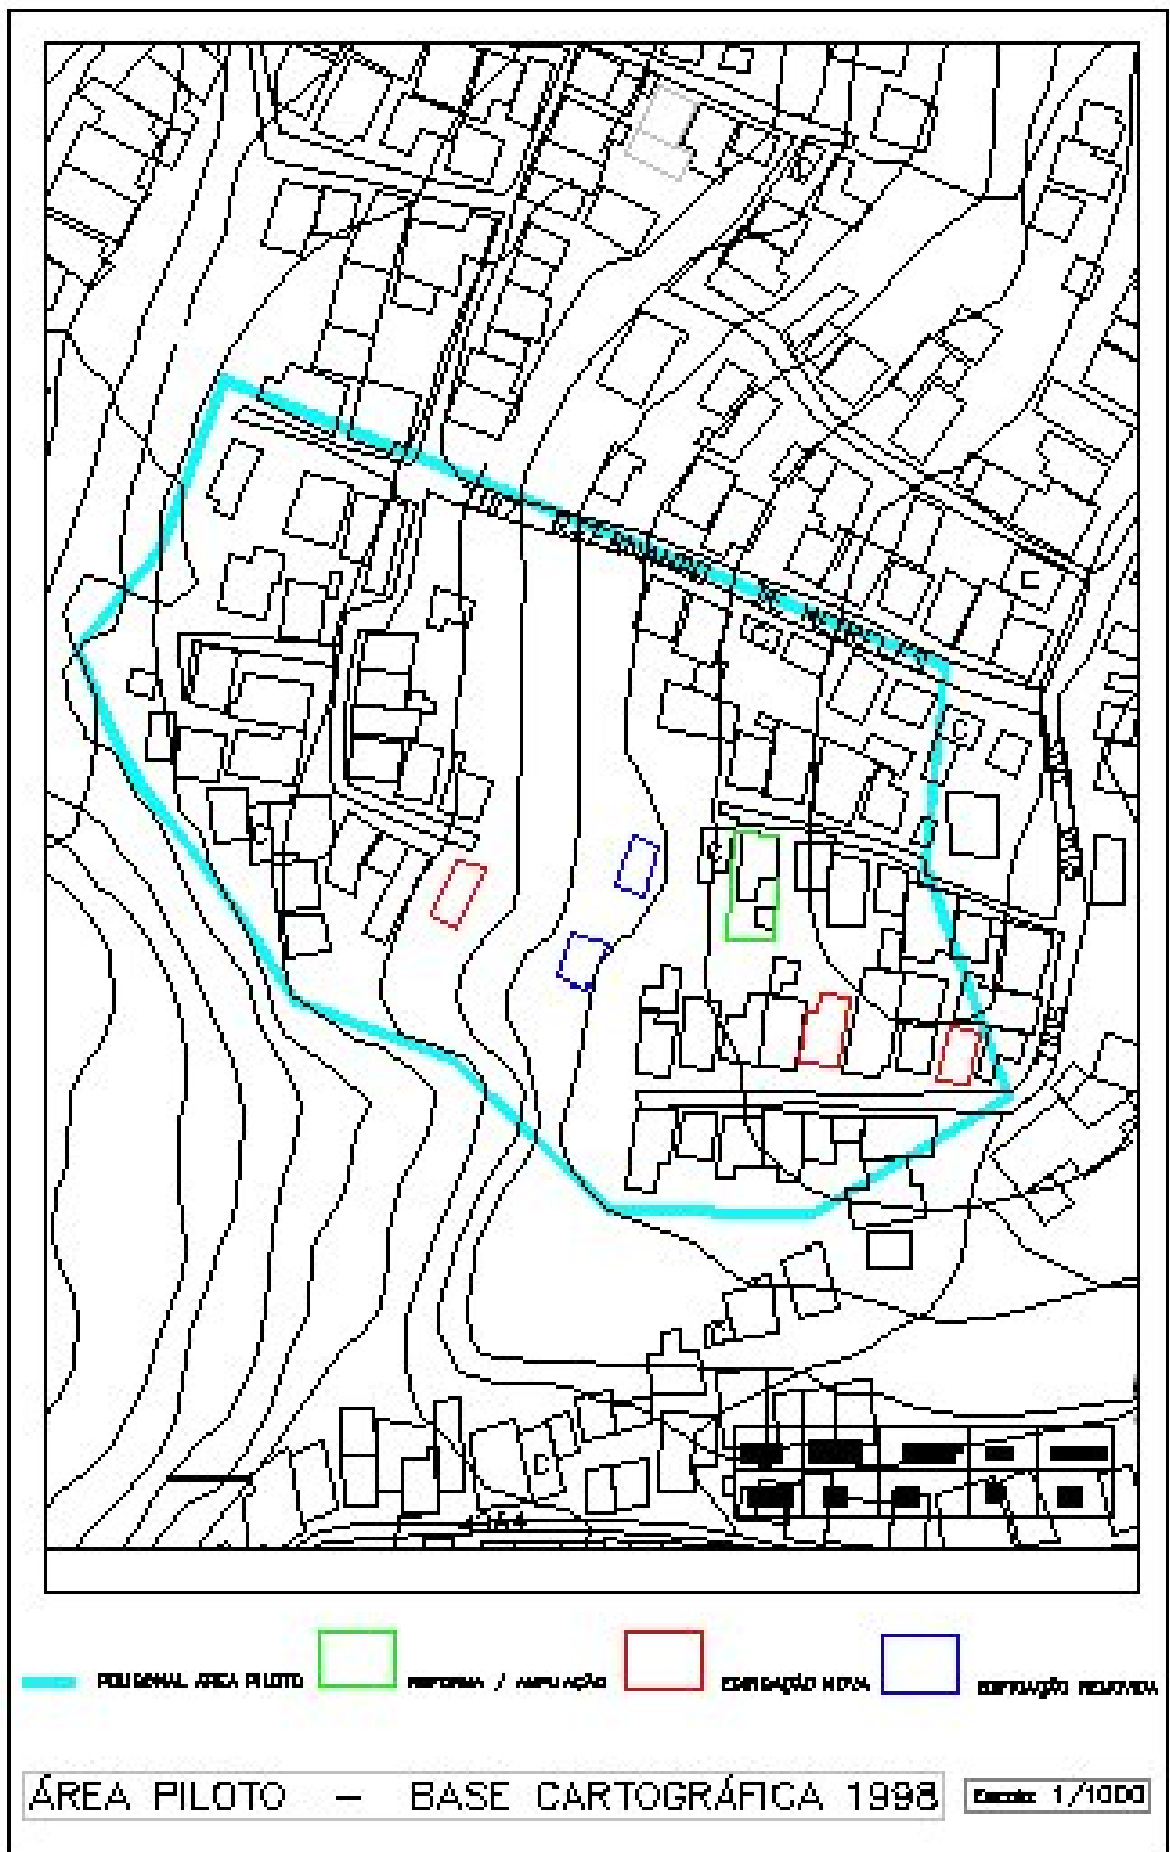 C
C
C
POLIGONAL ÁREA PILOTO
REFORMA / AMPLIAÇÃO
EDIFICAÇÃO NOVA
EDIFICAÇÃO REMOVIDA
ÁREA PILOTO – BASE CARTOGRÁFICA 1998
Escala: 1/1000